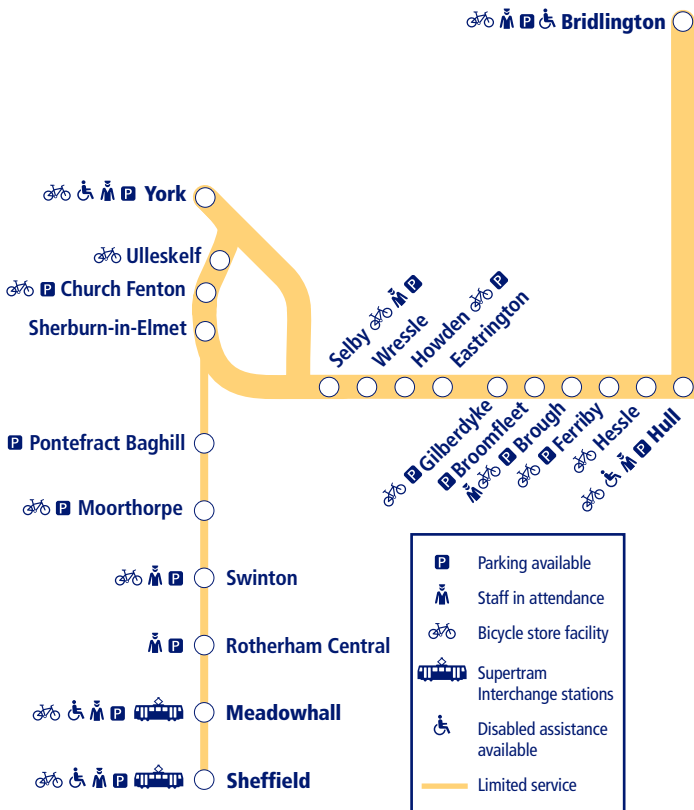 Bridlington
York
Ulleskelf
Church Fenton
Sherburn-in-Elmet
Selby
Wressle
Howden
Eastrington
Gilberdyke
Broomfleet
Brough
Ferriby
Hessle
Hull
Pontefract Baghill
Moorthorpe
Swinton
Rotherham Central
Meadowhall
Sheffield
P Parking available
Staff in attendance
Bicycle store facility
Supertram
Interchange stations
Disabled assistance
available
Limited service